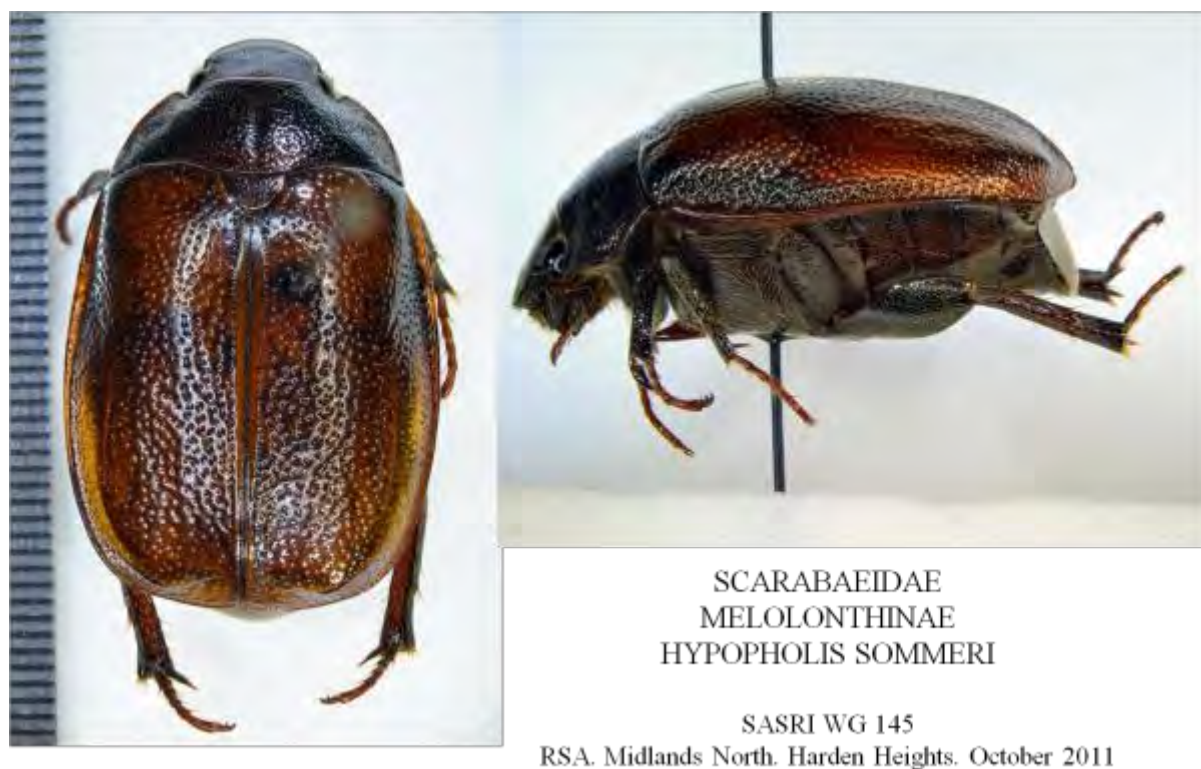 SCARABAEIDAE
MELOLONTHINAE
HYPOPHOLIS SOMMERI
SASRI WG 145
RSA. Midlands North. Harden Heights. October 2011